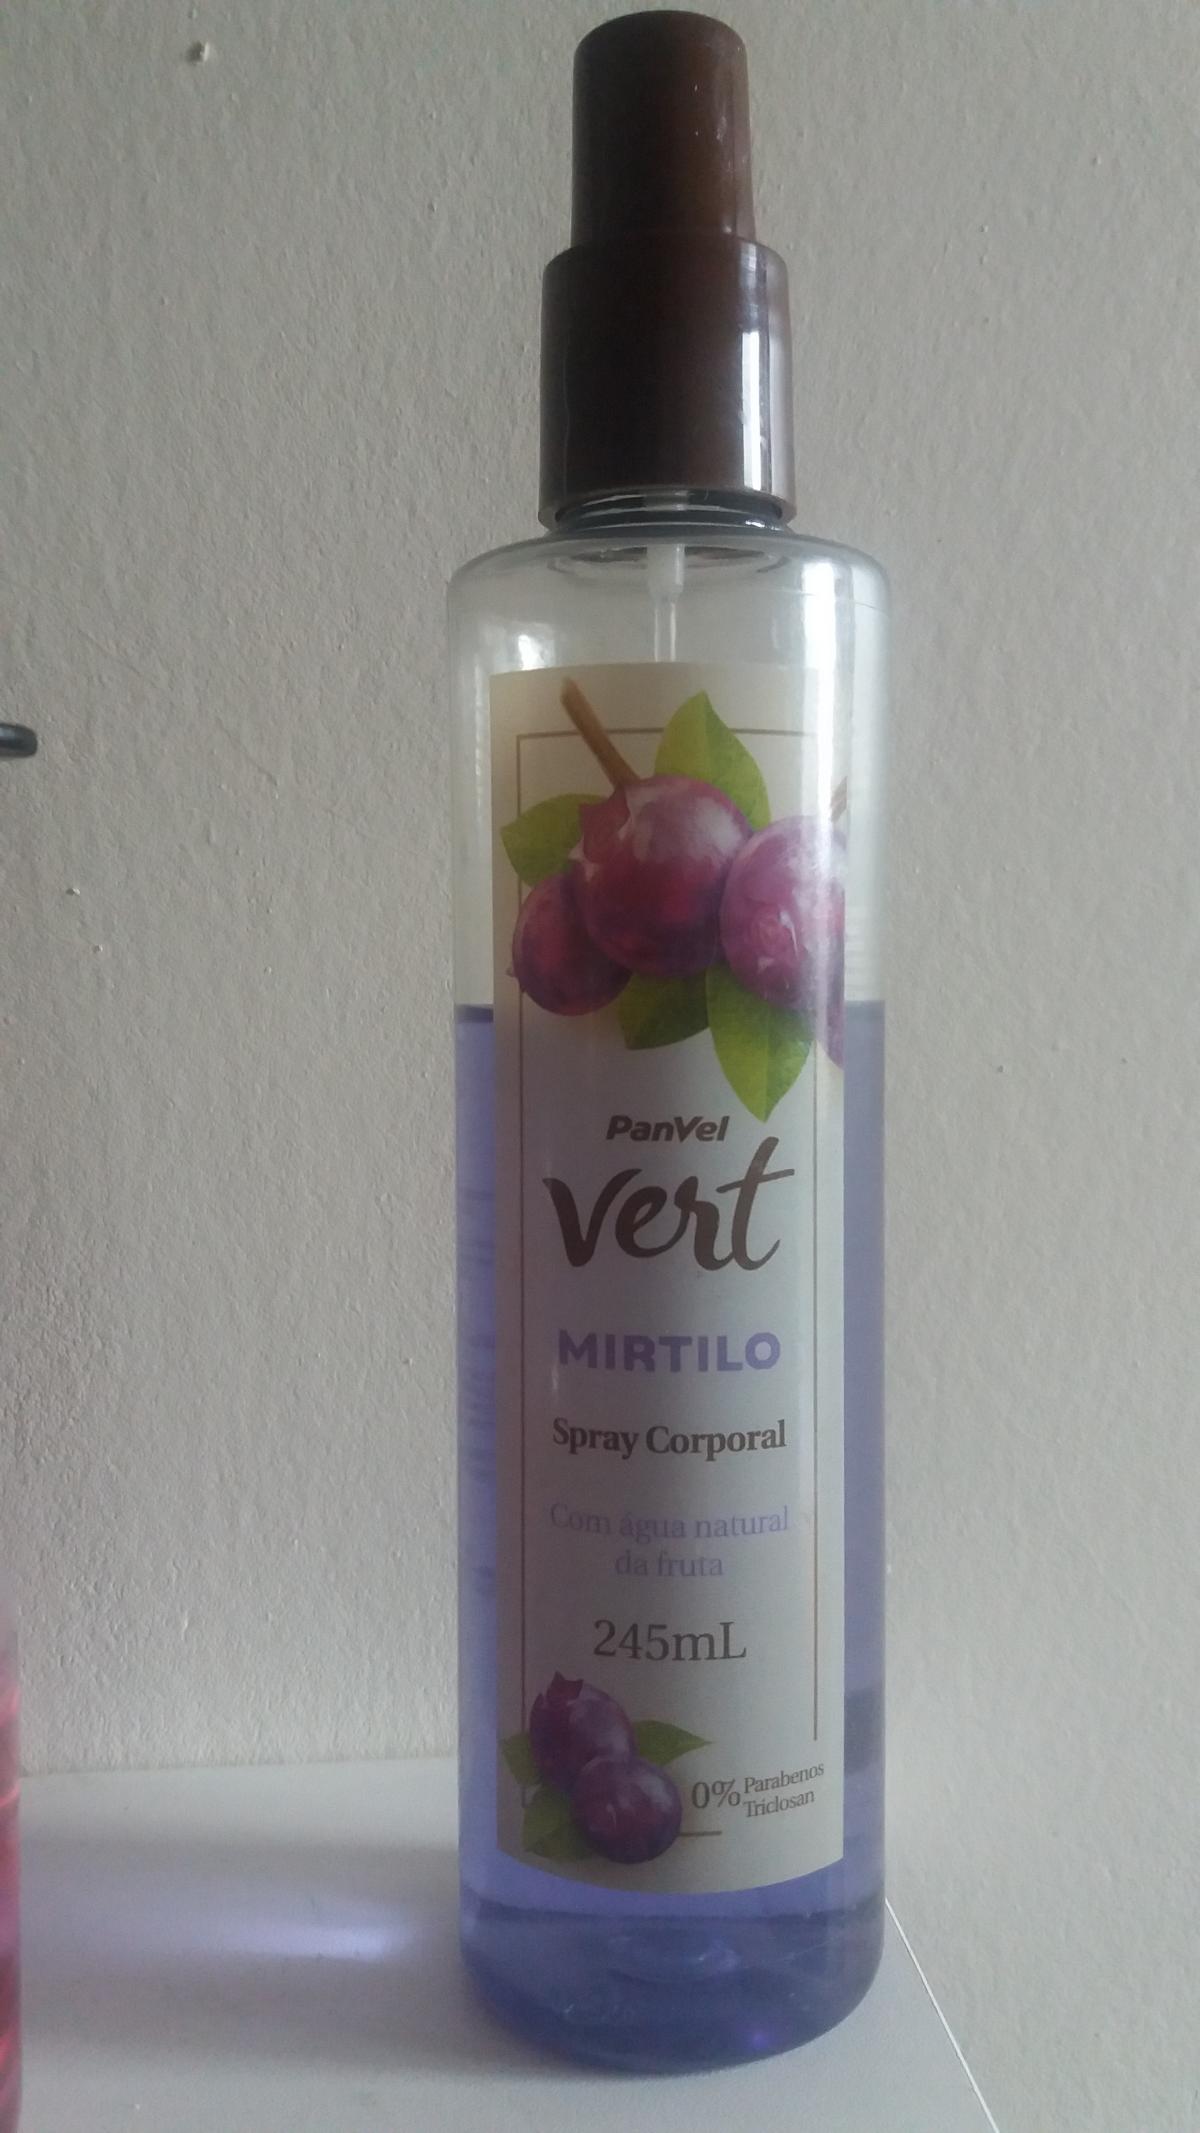 PanVel
vert
MIRTILO
Spray Corporal
Com água natural
da fruta
245mL
0% Parabenos
Triclosan